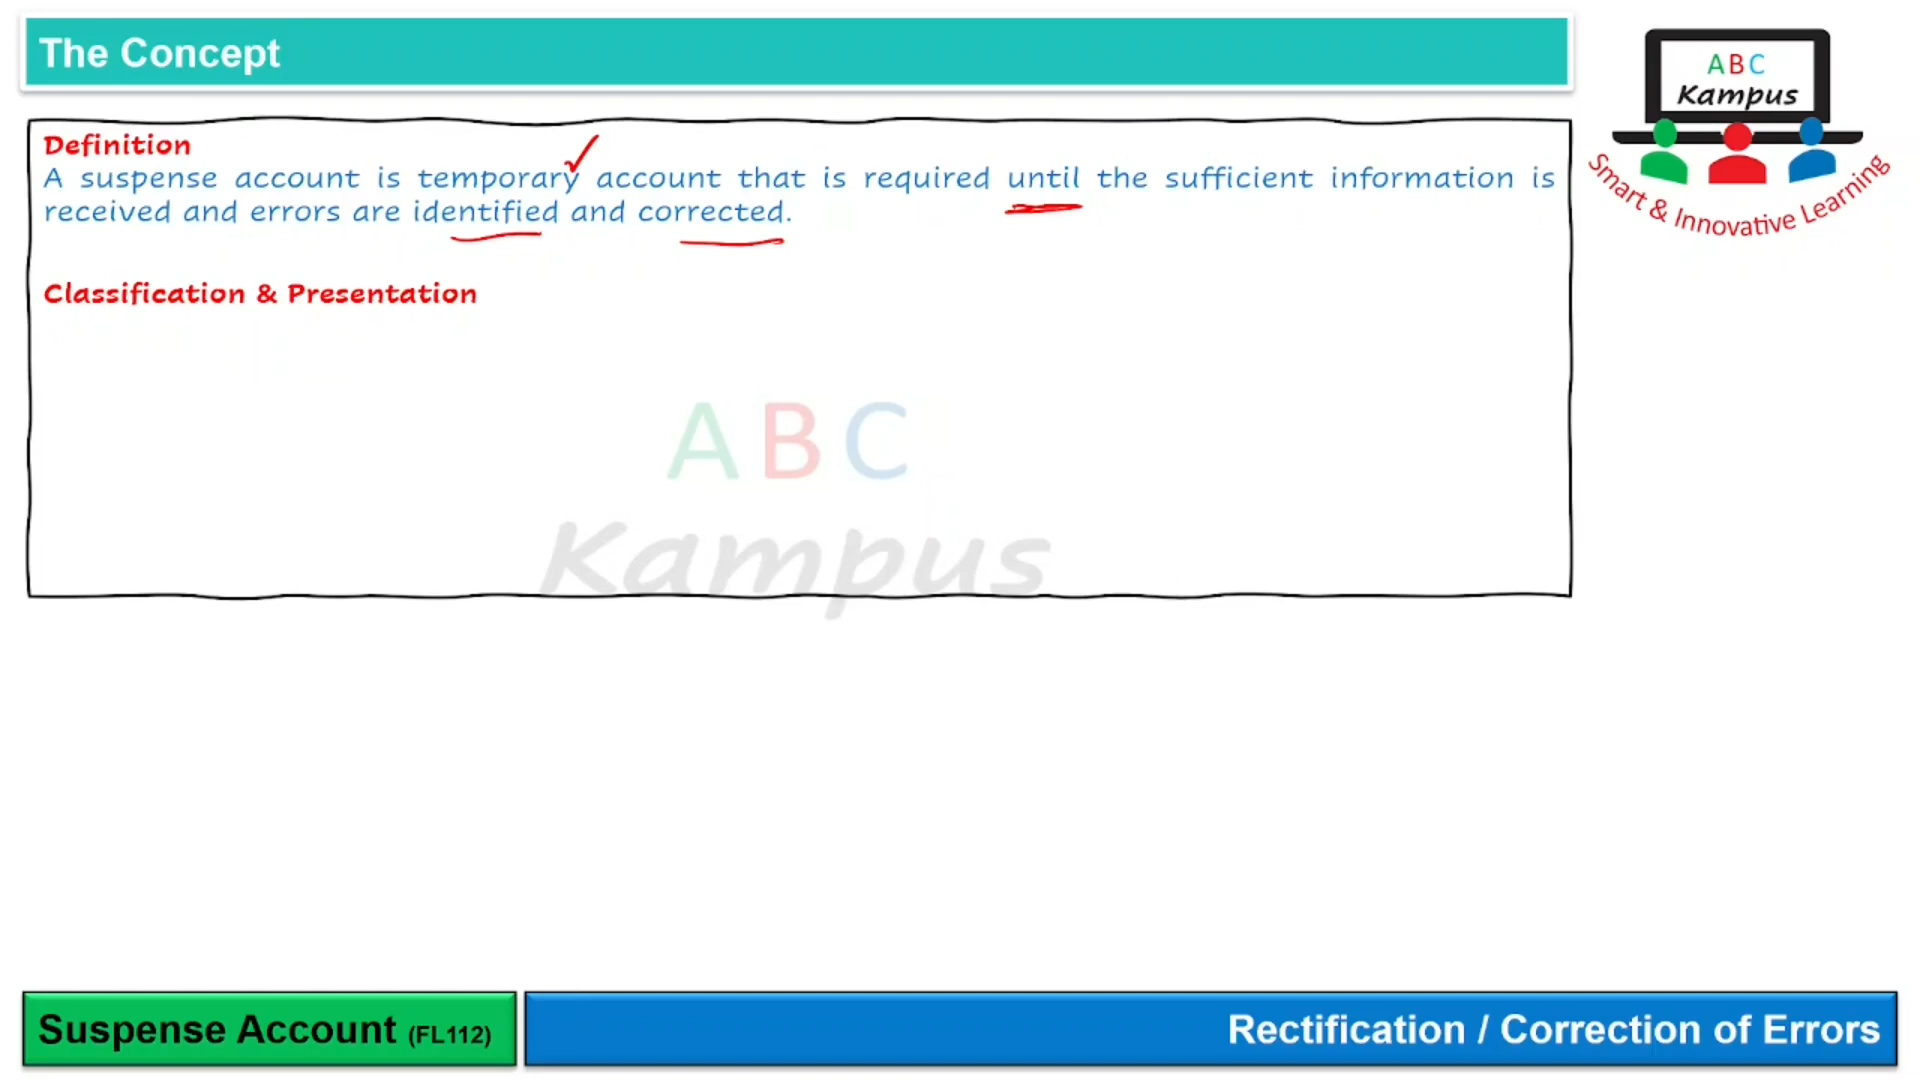 The Concept
ABC
Kampus
Smart & Innovative Learning
Definition
A suspense account is temporary account that is required until the sufficient information is
received and errors are identified and corrected.
Classification & Presentation
ABC
Kampus
Suspense Account (FL112)
Rectification / Correction of Errors